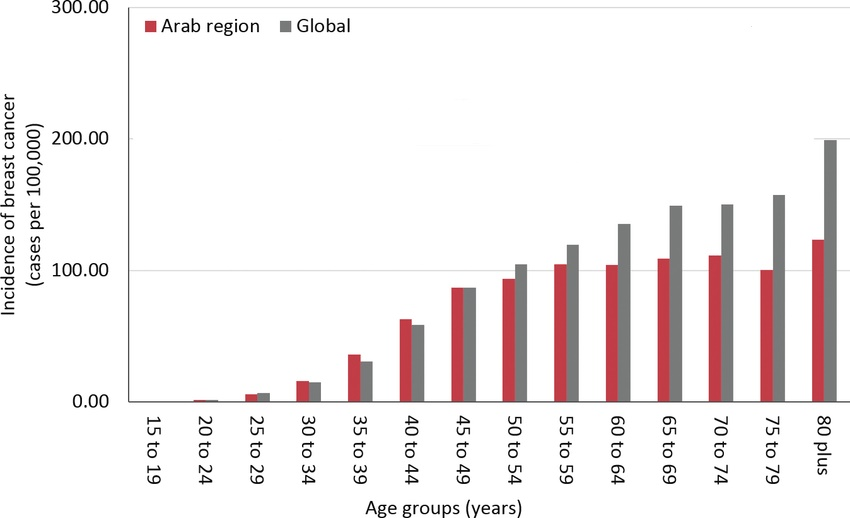 300.00
Arab region
Global
200.00
100.00
0.00
Incidence of breast cancer
(cases per 100,000)
15 to 19
20 to 24
25 to 29
30 to 34
35 to 39
40 to 44
45 to 49
50 to 54
55 to 59
60 to 64
65 to 69
70 to 74
75 to 79
80 plus
Age groups (years)